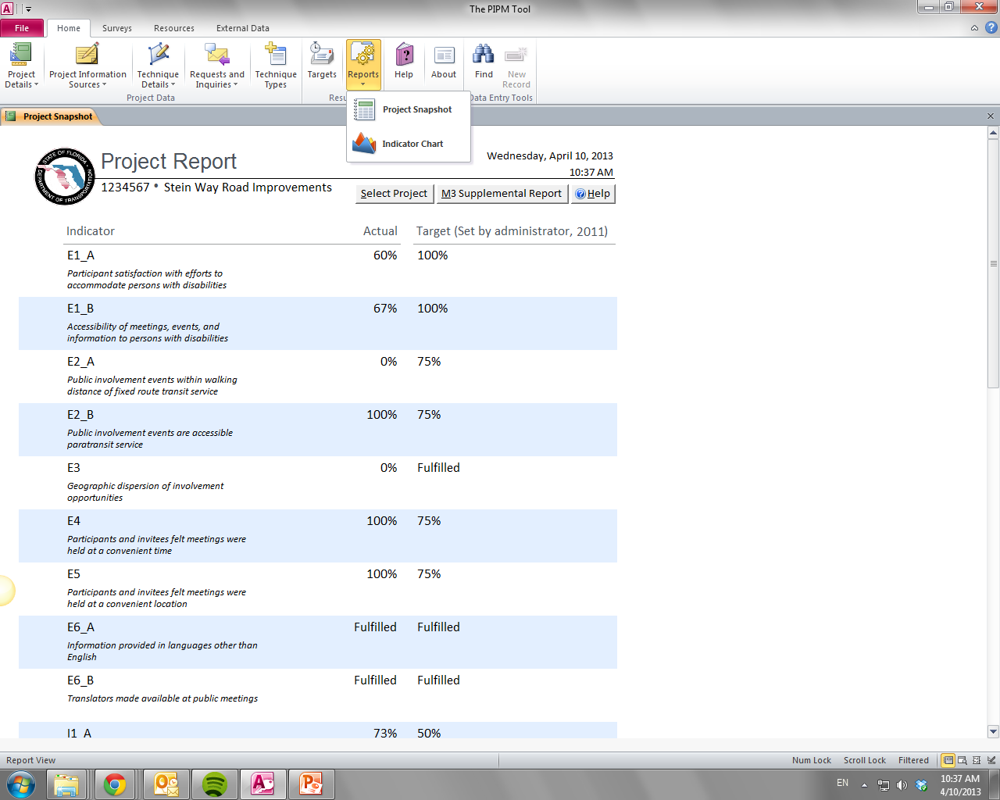 The PIPM Tool
File Home Surveys Resources External Data
Project Details
Project Information Sources
Technique Details
Requests and Inquiries
Technique Types
Targets
Reports
Help
About
Find
New Record
Project Data
Resu
Data Entry Tools
Project Snapshot
Indicator Chart
Project Snapshot
STATE OF FLORIDA
DEPARTMENT OF TRANSPORTATION
Project Report
Wednesday, April 10, 2013
10:37 AM
1234567 • Stein Way Road Improvements
Select Project M3 Supplemental Report Help
Indicator Actual Target (Set by administrator, 2011)
E1_A 60% 100%
Participant satisfaction with efforts to
accommodate persons with disabilities
E1_B 67% 100%
Accessibility of meetings, events, and
information to persons with disabilities
E2_A 0% 75%
Public involvement events within walking
distance of fixed route transit service
E2_B 100% 75%
Public involvement events are accessible
paratransit service
E3 0% Fulfilled
Geographic dispersion of involvement
opportunities
E4 100% 75%
Participants and invitees felt meetings were
held at a convenient time
E5 100% 75%
Participants and invitees felt meetings were
held at a convenient location
E6_A Fulfilled Fulfilled
Information provided in languages other than
English
E6_B Fulfilled Fulfilled
Translators made available at public meetings
I1_A 73% 50%
Report View Num Lock Scroll Lock Filtered
EN 10:37 AM
4/10/2013